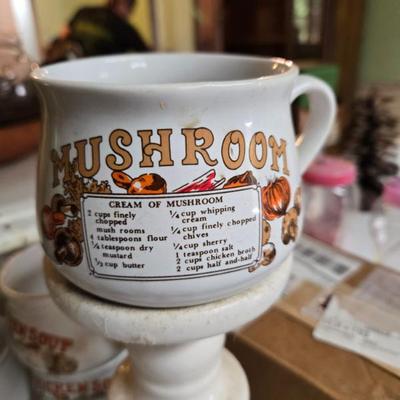 MUSHROOM
CREAM OF MUSHROOM
2 cups finely
chopped
mush rooms
4 tablespoons flour
¼ teaspoon dry
mustard
⅓ cup butter
¼ cup whipping
cream
¼ cup finely chopped
chives
¼ cup sherry
1 teaspoon salt
2 cups chicken broth
2 cups half-and-half
SOUP